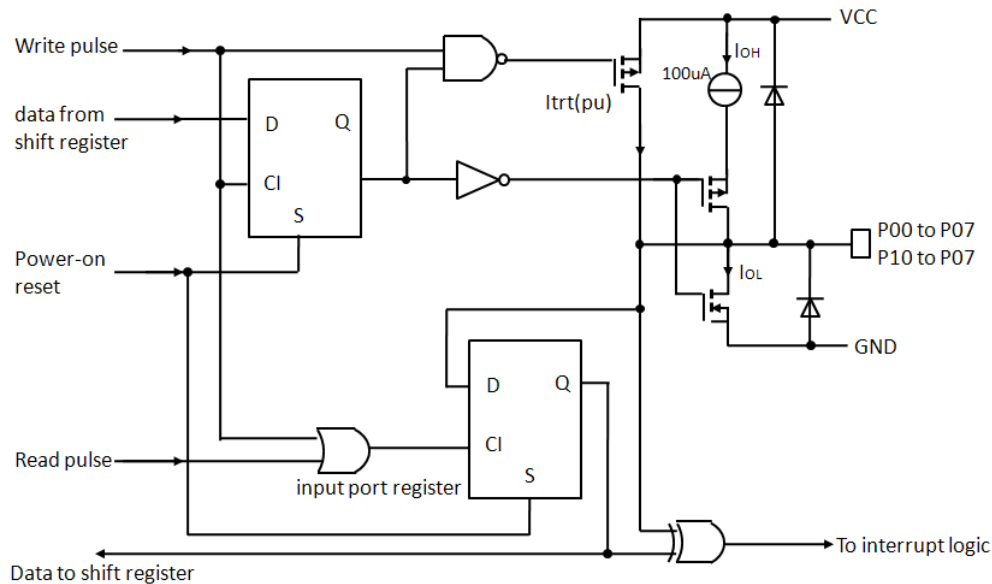 Write pulse
VCC
IOH
100uA
Itrt(pu)
data from
shift register
D
Q
CI
S
P00 to P07
P10 to P07
Power-on
reset
IOL
GND
D
Q
CI
S
Read pulse
input port register
To interrupt logic
Data to shift register